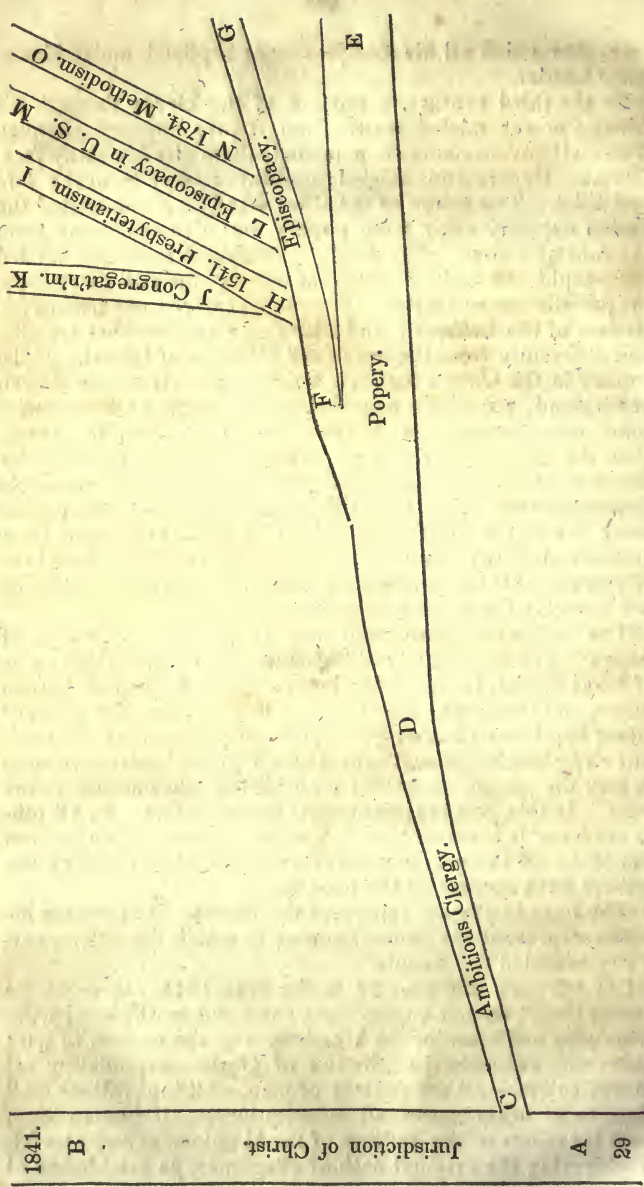 1841.
B
Jurisdiction of Christ.
A
29
C
Ambitious Clergy.
D
Popery.
E
F
Episcopacy.
G
H 1541. Presbyterianism. I
J Congregat'n'm. K
L Episcopacy in U. S. M
N 1784. Methodism. O